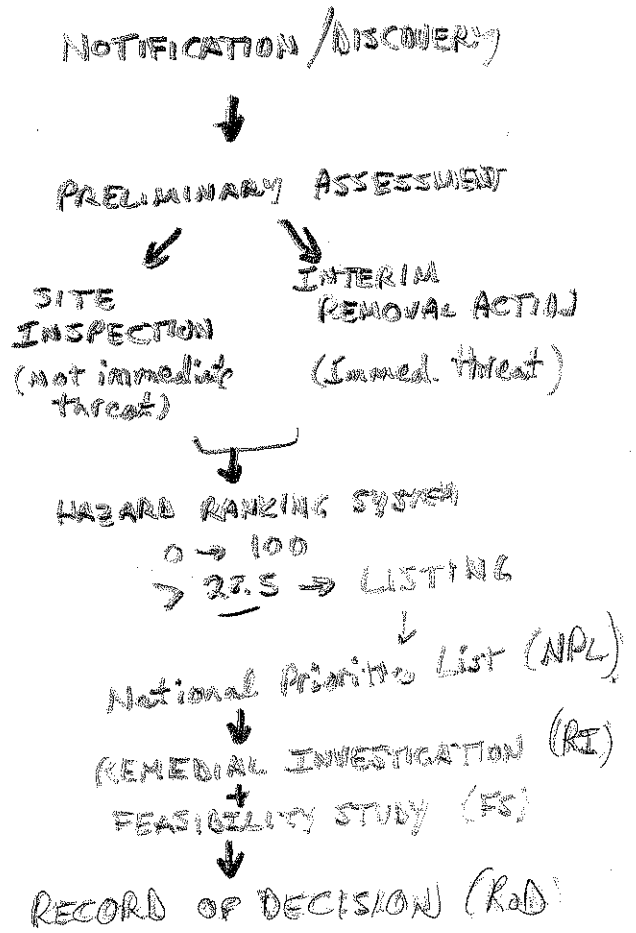 NOTIFICATION/DISCOVERY
PRELIMINARY ASSESSMENT
SITE
INSPECTION
(Not immediate
threat)
INTERIM
REMOVAL ACTION
(Immed. threat)
HAZARD RANKING SYSTEM
0 → 100
> 28.5 → LISTING
National Priorities List (NPL)
REMEDIAL INVESTIGATION (RI)
+
FEASIBILITY STUDY (FS)
RECORD OF DECISION (RoD